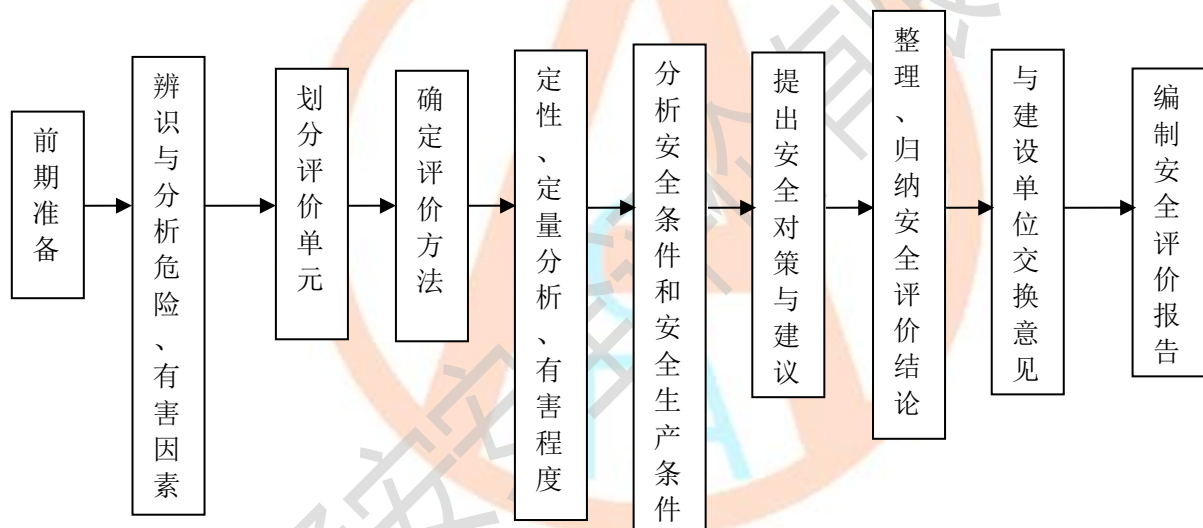 前期准备
辨识与分析危险、有害因素
划分评价单元
确定评价方法
定性、定量分析、有害程度
分析安全条件和安全生产条件
提出安全对策与建议
整理、归纳安全评价结论
与建设单位交换意见
编制安全评价报告